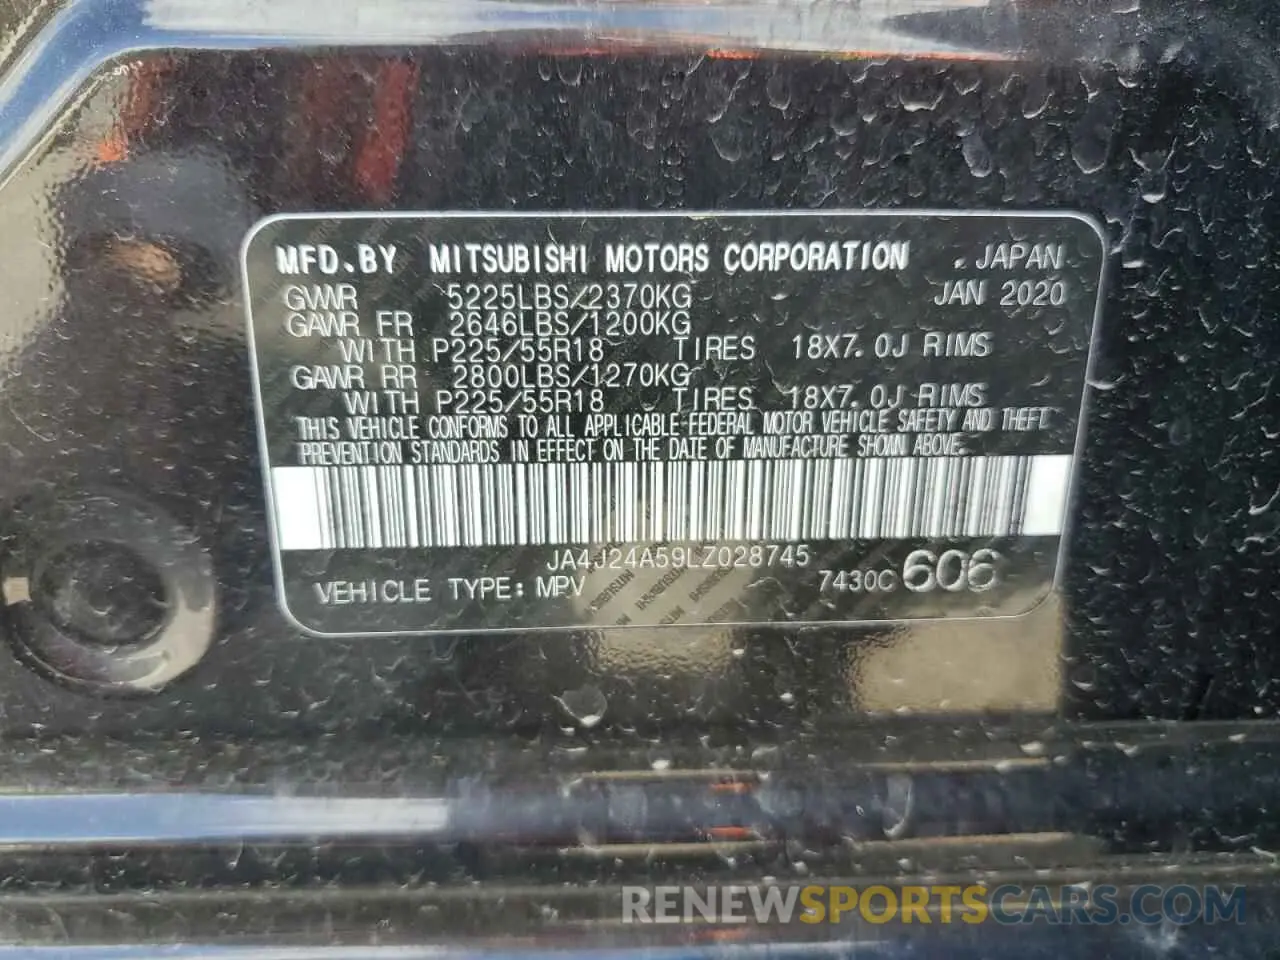 MFD.BY MITSUBISHI MOTORS CORPORATION . JAPAN
GVWR 5225LBS/2370KG JAN 2020
GAWR FR 2646LBS/1200KG
WITH P225/55R18 TIRES 18X7.0J RIMS
GAWR RR 2800LBS/1270KG
WITH P225/55R18 TIRES 18X7.0J RIMS
THIS VEHICLE CONFORMS TO ALL APPLICABLE FEDERAL MOTOR VEHICLE SAFETY AND THEFT
PREVENTION STANDARDS IN EFFECT ON THE DATE OF MANUFACTURE SHOWN ABOVE.
JA4J24A59LZ028745
VEHICLE TYPE: MPV 7430C 606
RENEWSPORTSCARS.COM